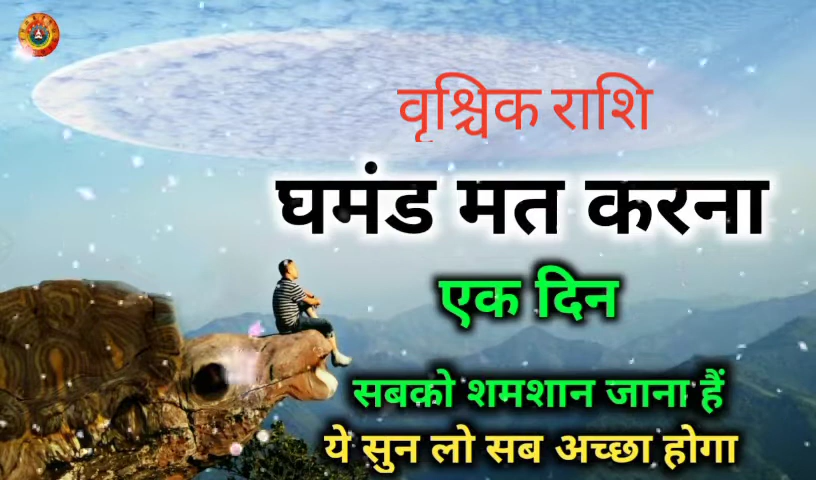 वृश्चिक राशि
घमंड मत करना
एक दिन
सबको शमशान जाना हैं
ये सुन लो सब अच्छा होगा